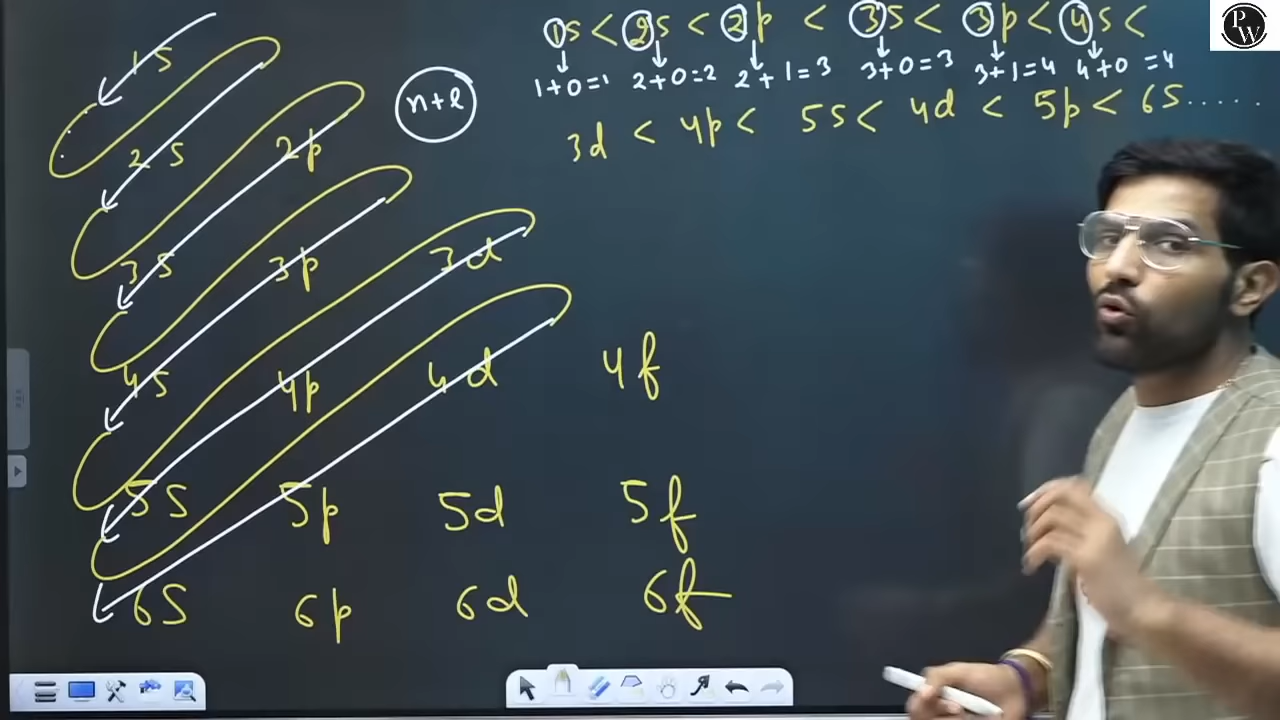 1s < 2s < 2p < 3s < 3p < 4s <
1+0=1 2+0=2 2+1=3 3+0=3 3+1=4 4+0=4
3d < 4p < 5s < 4d < 5p < 6s......
n+l
1s
2s 2p
3s 3p 3d
4s 4p 4d 4f
5s 5p 5d 5f
6s 6p 6d 6f
PW